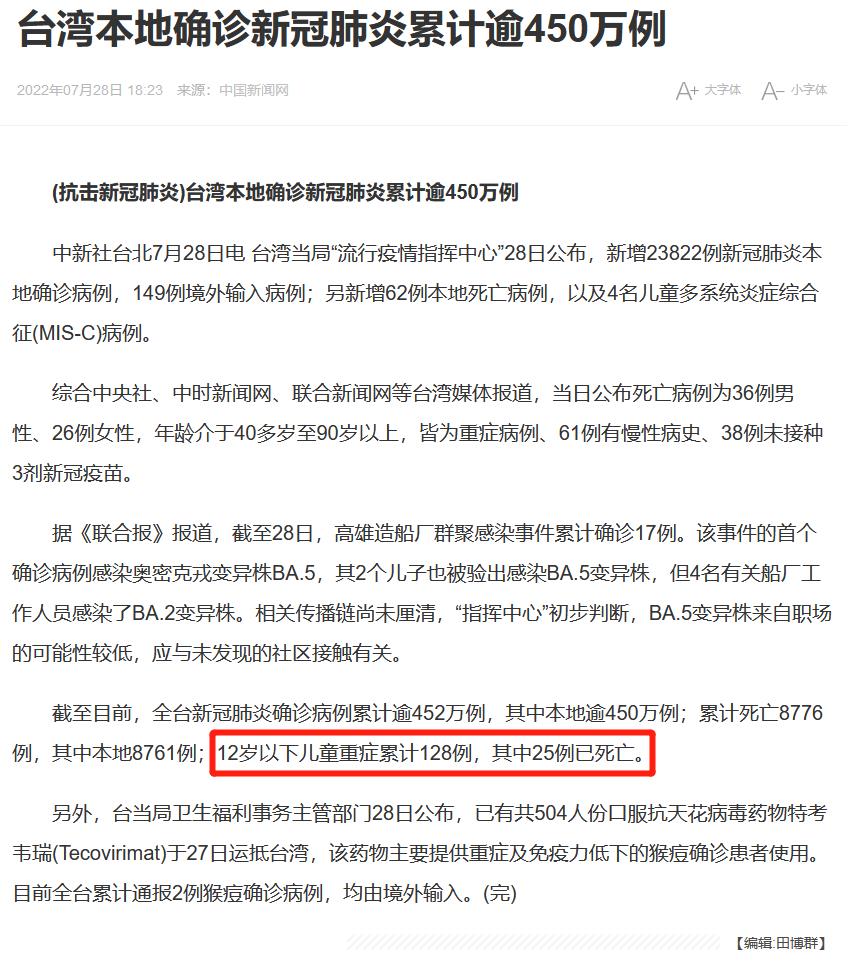 台湾本地确诊新冠肺炎累计逾450万例
2022年07月28日 18:23 来源：中国新闻网 A+ 大字体 A- 小字体
(抗击新冠肺炎)台湾本地确诊新冠肺炎累计逾450万例
中新社台北7月28日电 台湾当局“流行疫情指挥中心”28日公布，新增23822例新冠肺炎本
地确诊病例，149例境外输入病例；另新增62例本地死亡病例，以及4名儿童多系统炎症综合
征(MIS-C)病例。
综合中央社、中时新闻网、联合新闻网等台湾媒体报道，当日公布死亡病例为36例男
性、26例女性，年龄介于40多岁至90岁以上，皆为重症病例、61例有慢性病史、38例未接种
3剂新冠疫苗。
据《联合报》报道，截至28日，高雄造船厂群聚感染事件累计确诊17例。该事件的首个
确诊病例感染奥密克戎变异株BA.5，其2个儿子也被验出感染BA.5变异株，但4名有关船厂工
作人员感染了BA.2变异株。相关传播链尚未厘清，“指挥中心”初步判断，BA.5变异株来自职场
的可能性较低，应与未发现的社区接触有关。
截至目前，全台新冠肺炎确诊病例累计逾452万例，其中本地逾450万例；累计死亡8776
例，其中本地8761例；12岁以下儿童重症累计128例，其中25例已死亡。
另外，台当局卫生福利事务主管部门28日公布，已有共504人份口服抗天花病毒药物特考
韦瑞(Tecovirimat)于27日运抵台湾，该药物主要提供重症及免疫力低下的猴痘确诊患者使用。
目前全台累计通报2例猴痘确诊病例，均由境外输入。(完)
【编辑:田博群】